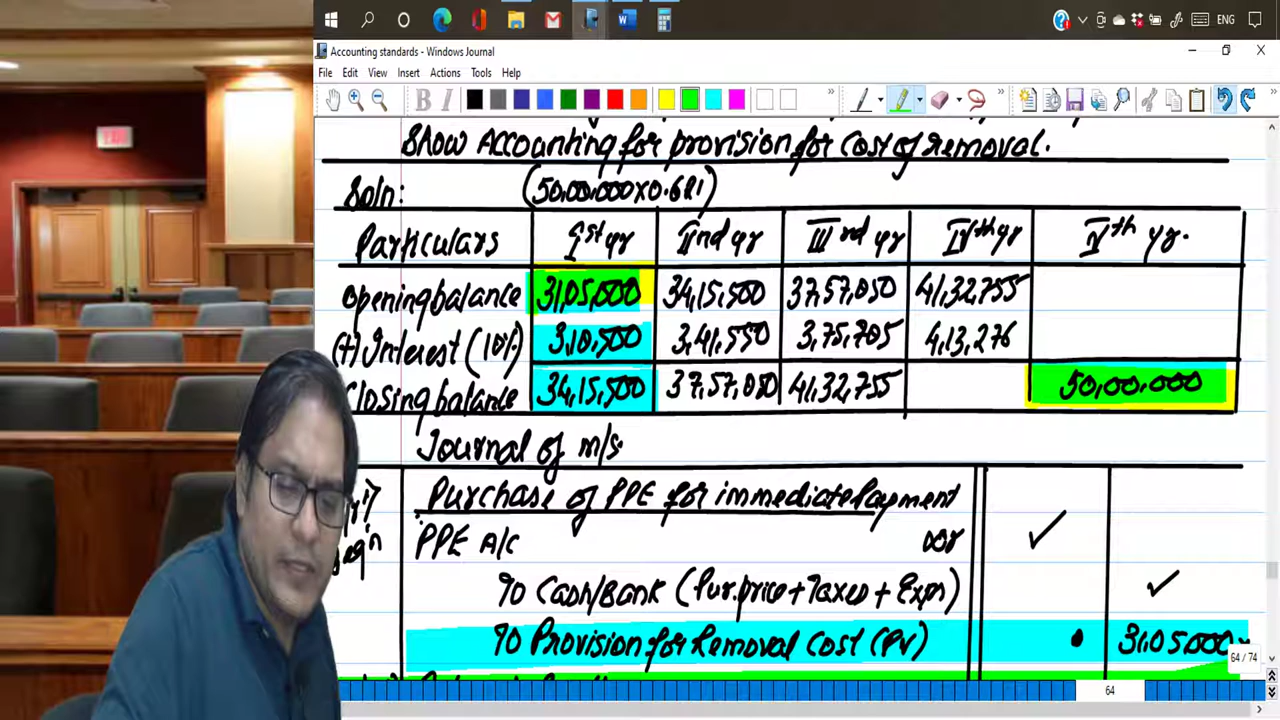 ENG
Accounting standards - Windows Journal
File Edit View Insert Actions Tools Help
B I
Show Accounting for provision for cost of removal.
Soln: (50,00,000x0.621)
Particulars Ist yr IInd yr IIIrd yr IVth yr Vth yr.
Opening balance 31,05,000 34,15,500 37,57,050 41,32,755
(+) Interest (10%) 3,10,500 3,41,550 3,75,705 4,13,276
Closing balance 34,15,500 37,57,050 41,32,755 50,00,000
Journal of m/s
Purchase of PPE for immediate Payment
PPE A/c Dr ✓
To Cash/Bank (Pur.price+Taxes+Exps) ✓
To Provision for Removal Cost (PV) 31,05,000
64 / 74
64